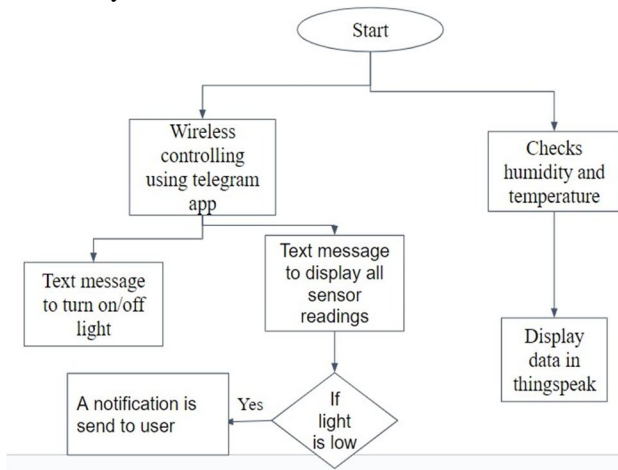 Start
Wireless
controlling
using telegram
app
Checks
humidity and
temperature
Text message
to turn on/off
light
Text message
to display all
sensor
readings
Display
data in
thingspeak
A notification is
send to user
Yes
If
light
is low